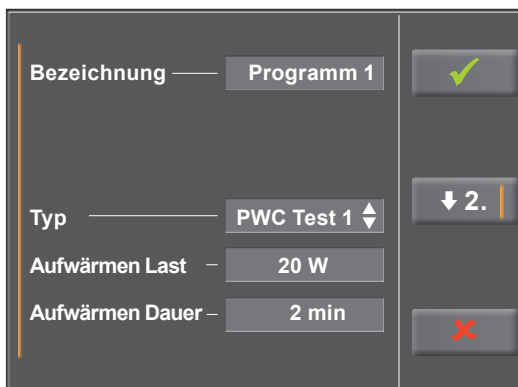 Bezeichnung Programm 1
2.
Typ PWC Test 1
Aufwärmen Last 20 W
Aufwärmen Dauer 2 min